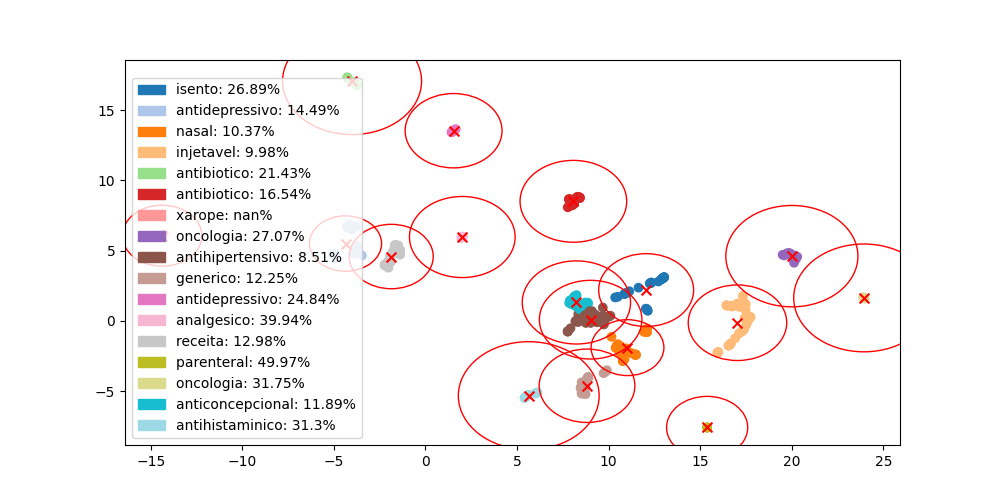 isento: 26.89%
antidepressivo: 14.49%
nasal: 10.37%
injetavel: 9.98%
antibiotico: 21.43%
antibiotico: 16.54%
xarope: nan%
oncologia: 27.07%
antihipertensivo: 8.51%
generico: 12.25%
antidepressivo: 24.84%
analgesico: 39.94%
receita: 12.98%
parenteral: 49.97%
oncologia: 31.75%
anticoncepcional: 11.89%
antihistaminico: 31.3%
15
10
5
0
−5
−15 −10 −5 0 5 10 15 20 25